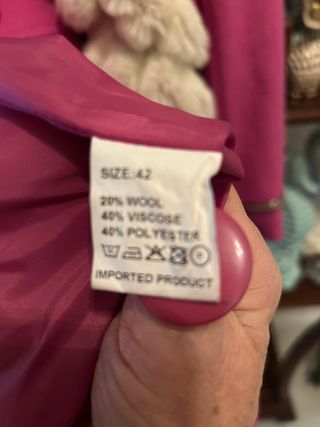 SIZE:42
20% WOOL
40% VISCOSE
40% POLYESTER
IMPORTED PRODUCT